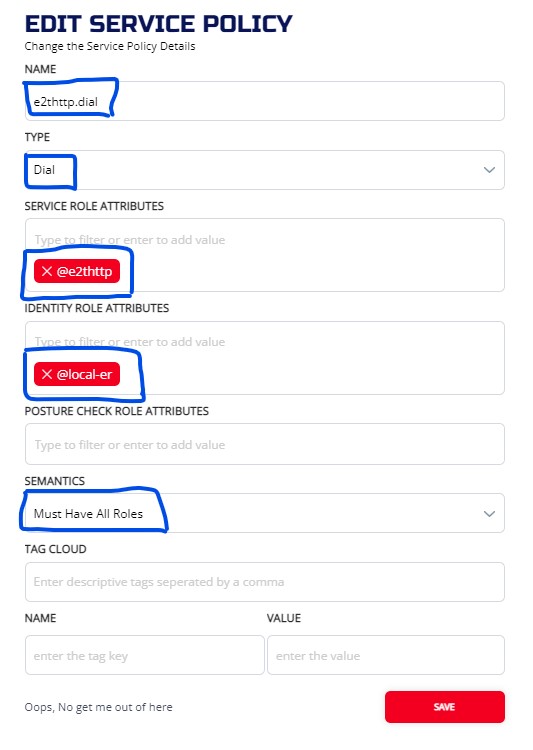 EDIT SERVICE POLICY
Change the Service Policy Details
NAME
e2thttp.dial
TYPE
Dial
SERVICE ROLE ATTRIBUTES
Type to filter or enter to add value
@e2thttp
IDENTITY ROLE ATTRIBUTES
Type to filter or enter to add value
@local-er
POSTURE CHECK ROLE ATTRIBUTES
Type to filter or enter to add value
SEMANTICS
Must Have All Roles
TAG CLOUD
Enter descriptive tags seperated by a comma
NAME VALUE
enter the tag key enter the value
Oops, No get me out of here SAVE